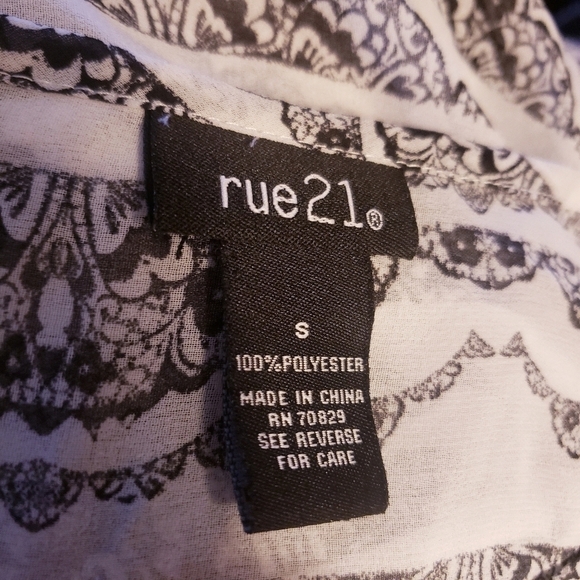 rue21®
S
100%POLYESTER
MADE IN CHINA
RN 70829
SEE REVERSE
FOR CARE